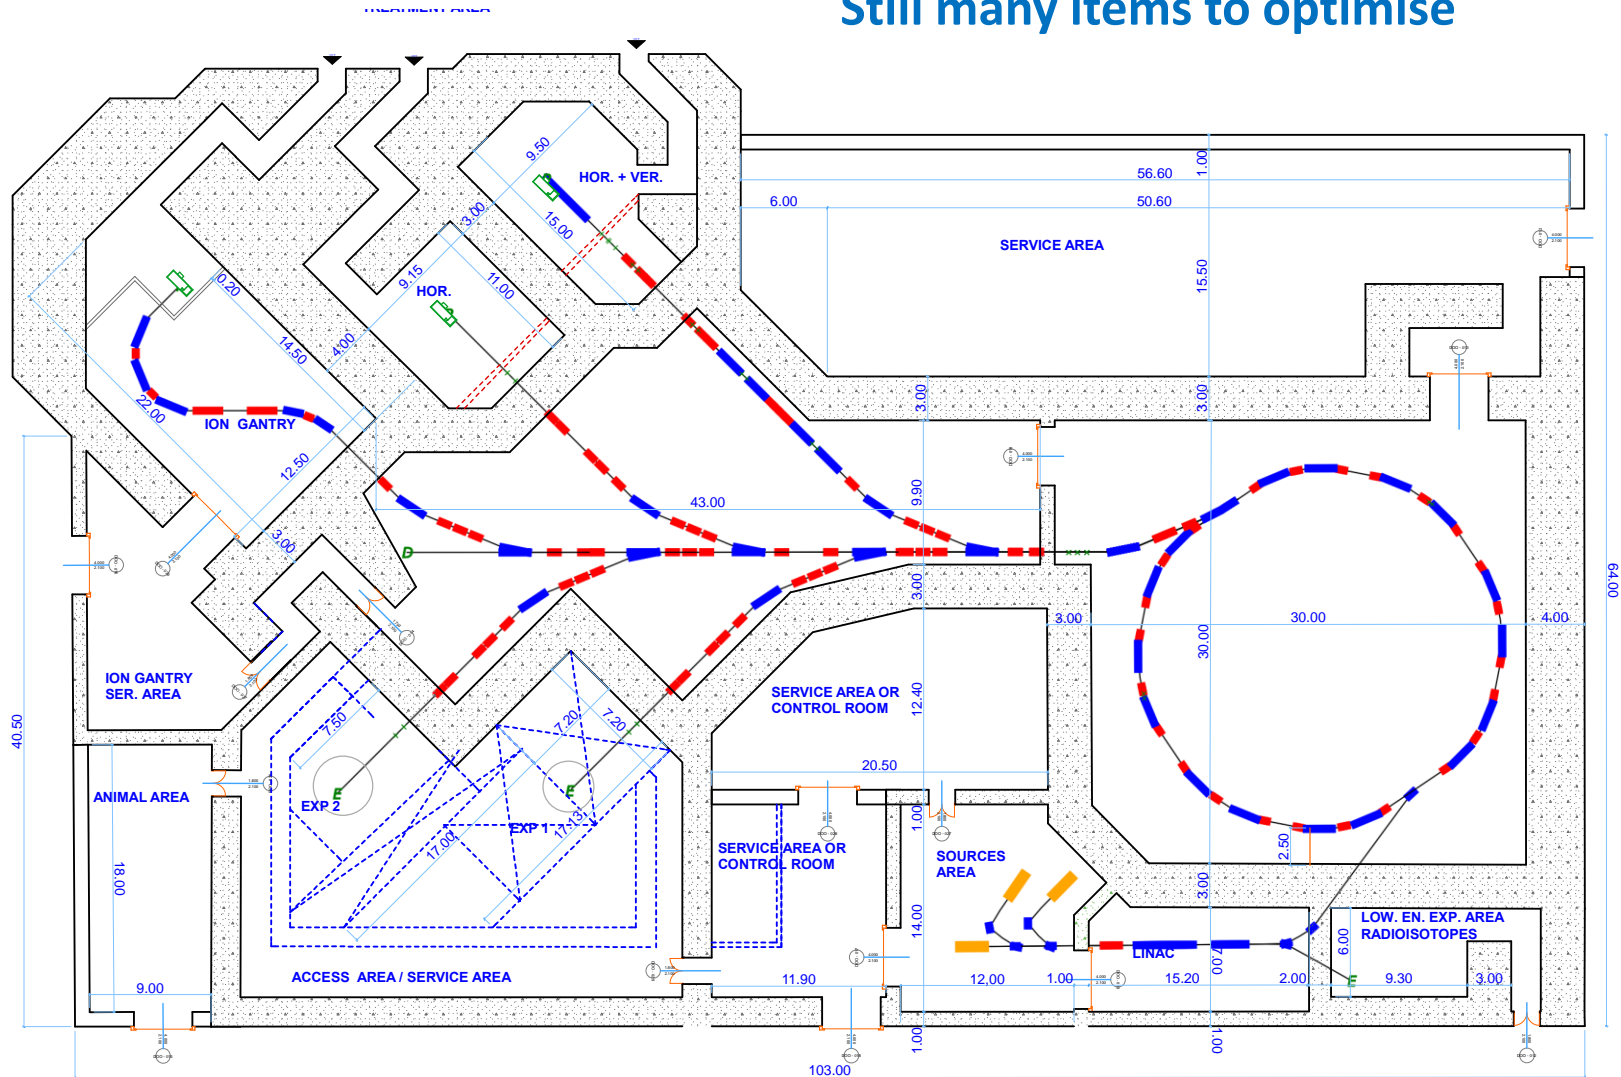 TREATMENT AREA
Still many items to optimise
9.50
HOR. + VER.
1.00
56.60
3.00
15.00
6.00
50.60
SERVICE AREA
15.50
9.15
11.00
HOR.
0.20
4.00
14.50
22.00
ION GANTRY
12.50
3.00
3.00
43.00
9.90
3.00
D
3.00
64.00
3.00
30.00
4.00
30.00
ION GANTRY
SER. AREA
SERVICE AREA OR
CONTROL ROOM
12.40
7.50
7.20
7.20
40.50
20.50
ANIMAL AREA
E
E
EXP 2
EXP 1
17.13
17.00
1.00
SERVICE AREA OR
CONTROL ROOM
SOURCES
AREA
2.50
18.00
3.00
14.00
LOW. EN. EXP. AREA
RADIOISOTOPES
6.00
LINAC
7.00
ACCESS AREA / SERVICE AREA
9.00
11.90
12,00
1.00
15.20
2.00
E
9.30
3.00
1.00
1.00
103.00